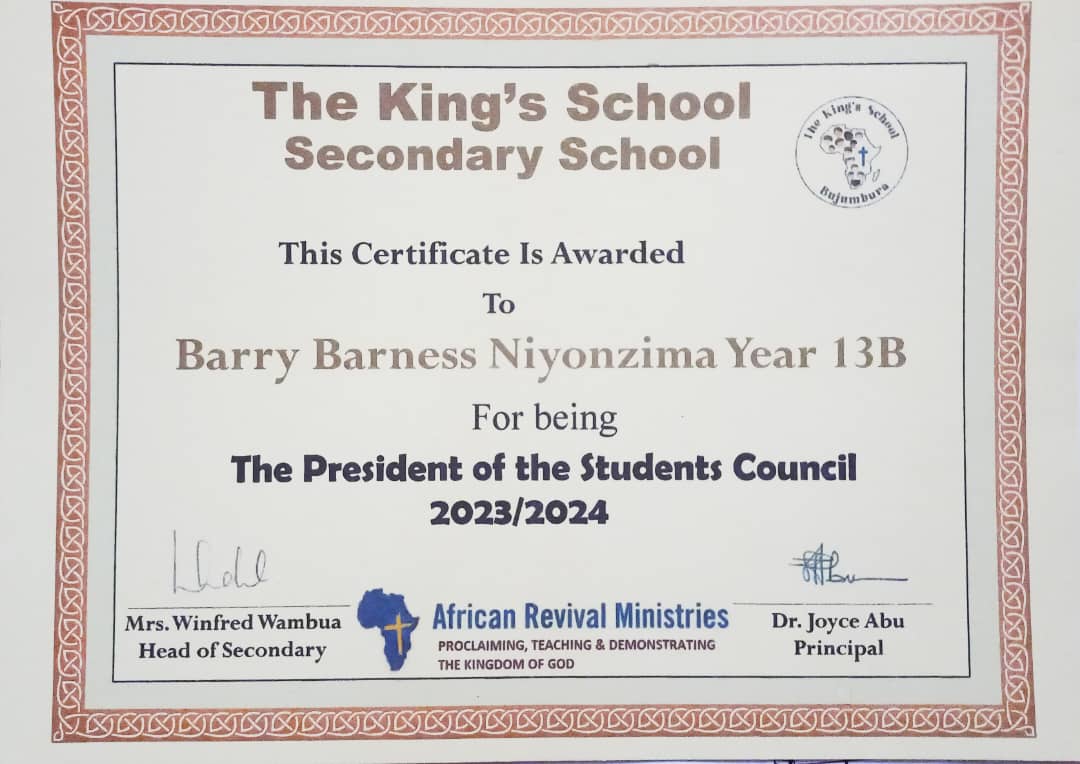 The King's School
Secondary School
The King's School
Bujumbura
This Certificate Is Awarded
To
Barry Barness Niyonzima Year 13B
For being
The President of the Students Council
2023/2024
Mrs. Winfred Wambua
Head of Secondary
African Revival Ministries
PROCLAIMING, TEACHING & DEMONSTRATING
THE KINGDOM OF GOD
Dr. Joyce Abu
Principal